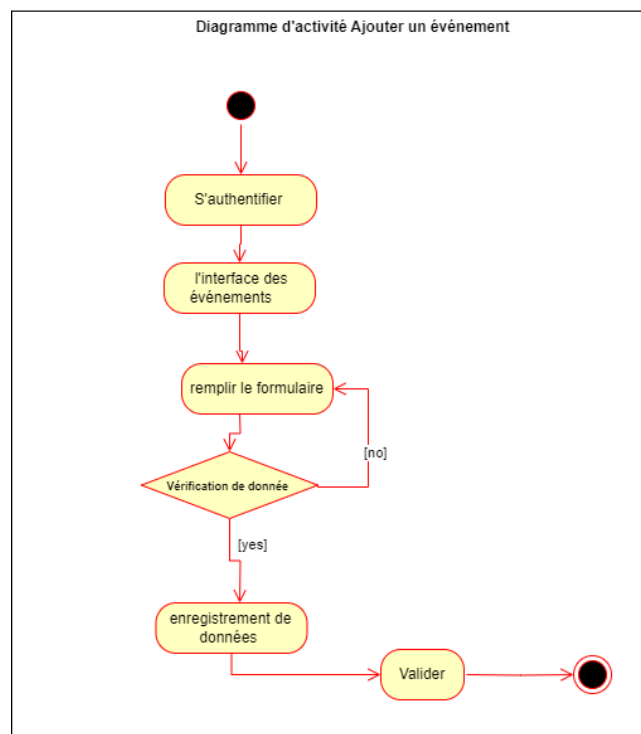 Diagramme d'activité Ajouter un événement
S'authentifier
l'interface des
événements
remplir le formulaire
[no]
Vérification de donnée
[yes]
enregistrement de
données
Valider